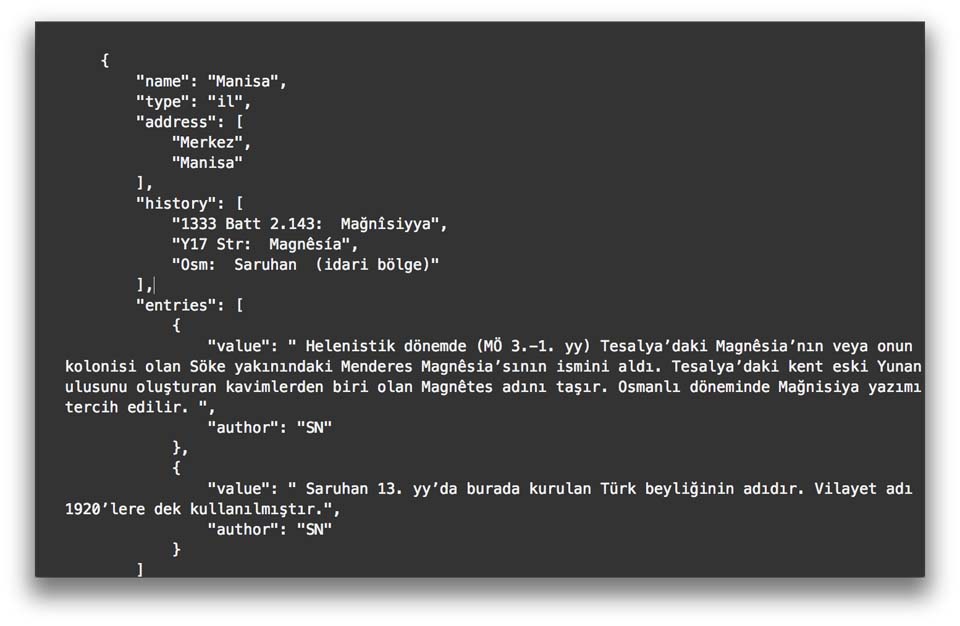 {
"name": "Manisa",
"type": "il",
"address": [
"Merkez",
"Manisa"
],
"history": [
"1333 Batt 2.143:  Mağnîsiyya",
"Y17 Str:  Magnêsía",
"Osm:  Saruhan  (idari bölge)"
],
"entries": [
{
"value": " Helenistik dönemde (MÖ 3.-1. yy) Tesalya’daki Magnêsia’nın veya onun
kolonisi olan Söke yakınındaki Menderes Magnêsia’sının ismini aldı. Tesalya’daki kent eski Yunan
ulusunu oluşturan kavimlerden biri olan Magnêtes adını taşır. Osmanlı döneminde Mağnisiya yazımı
tercih edilir. ",
"author": "SN"
},
{
"value": " Saruhan 13. yy’da burada kurulan Türk beyliğinin adıdır. Vilayet adı
1920’lere dek kullanılmıştır.",
"author": "SN"
}
]